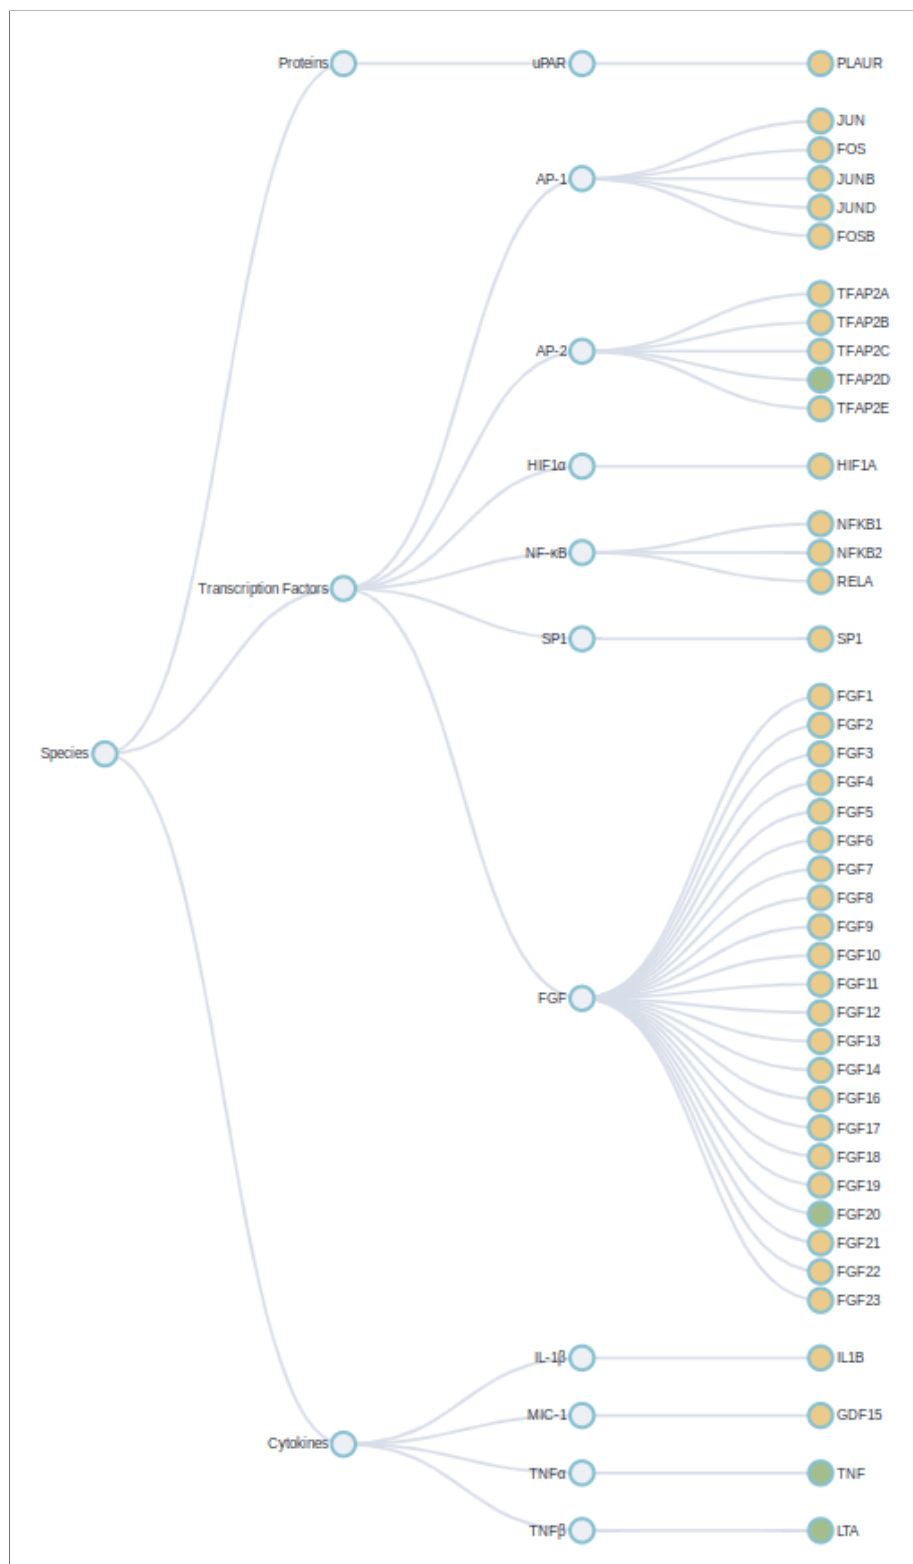 Proteins
uPAR
PLAUR
JUN
FOS
AP-1
JUNB
JUND
FOSB
TFAP2A
TFAP2B
AP-2
TFAP2C
TFAP2D
TFAP2E
HIF1α
HIF1A
NFKB1
NF-κB
NFKB2
RELA
Transcription Factors
SP1
SP1
FGF1
FGF2
Species
FGF3
FGF4
FGF5
FGF6
FGF7
FGF8
FGF9
FGF10
FGF11
FGF
FGF12
FGF13
FGF14
FGF16
FGF17
FGF18
FGF19
FGF20
FGF21
FGF22
FGF23
IL-1β
IL1B
MIC-1
GDF15
Cytokines
TNFα
TNF
TNFβ
LTA